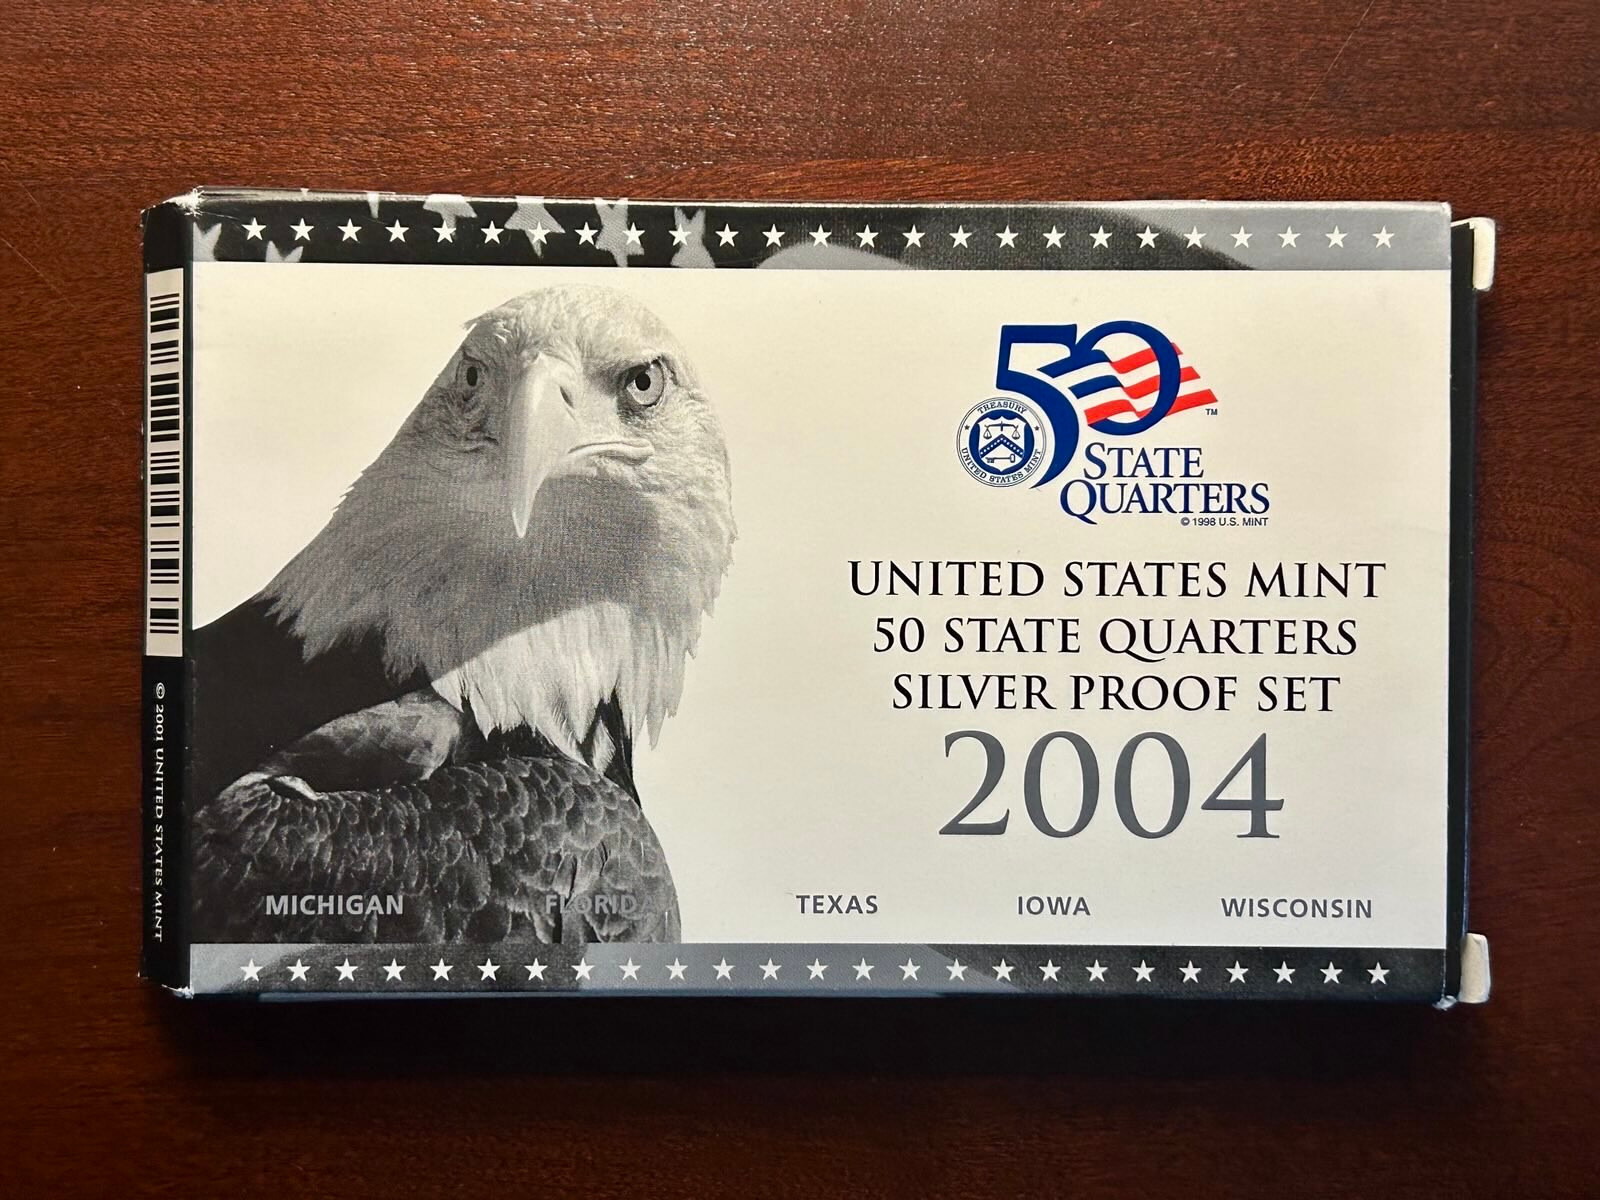 50
TREASURY
UNITED STATES MINT
TM
STATE
QUARTERS
© 1998 U.S. MINT
UNITED STATES MINT
50 STATE QUARTERS
SILVER PROOF SET
2004
MICHIGAN FLORIDA TEXAS IOWA WISCONSIN
© 2001 UNITED STATES MINT